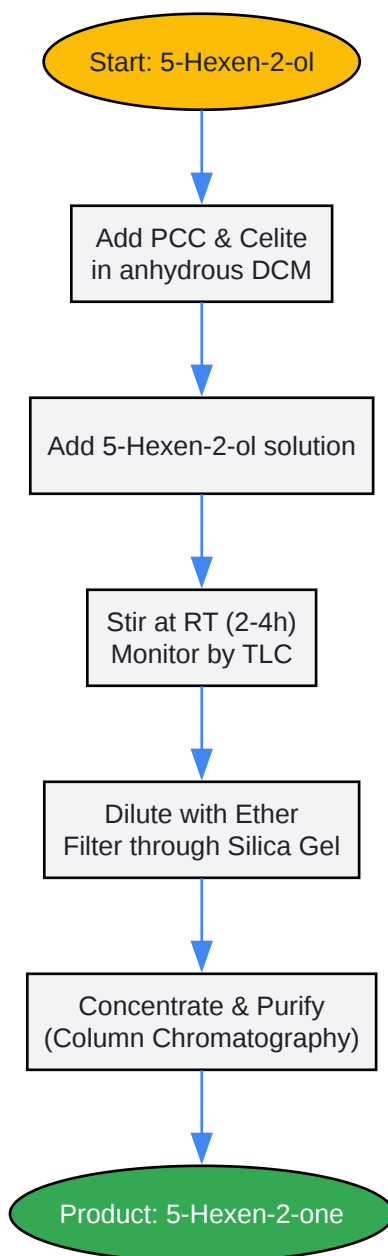 Start: 5-Hexen-2-ol
Add PCC & Celite
in anhydrous DCM
Add 5-Hexen-2-ol solution
Stir at RT (2-4h)
Monitor by TLC
Dilute with Ether
Filter through Silica Gel
Concentrate & Purify
(Column Chromatography)
Product: 5-Hexen-2-one